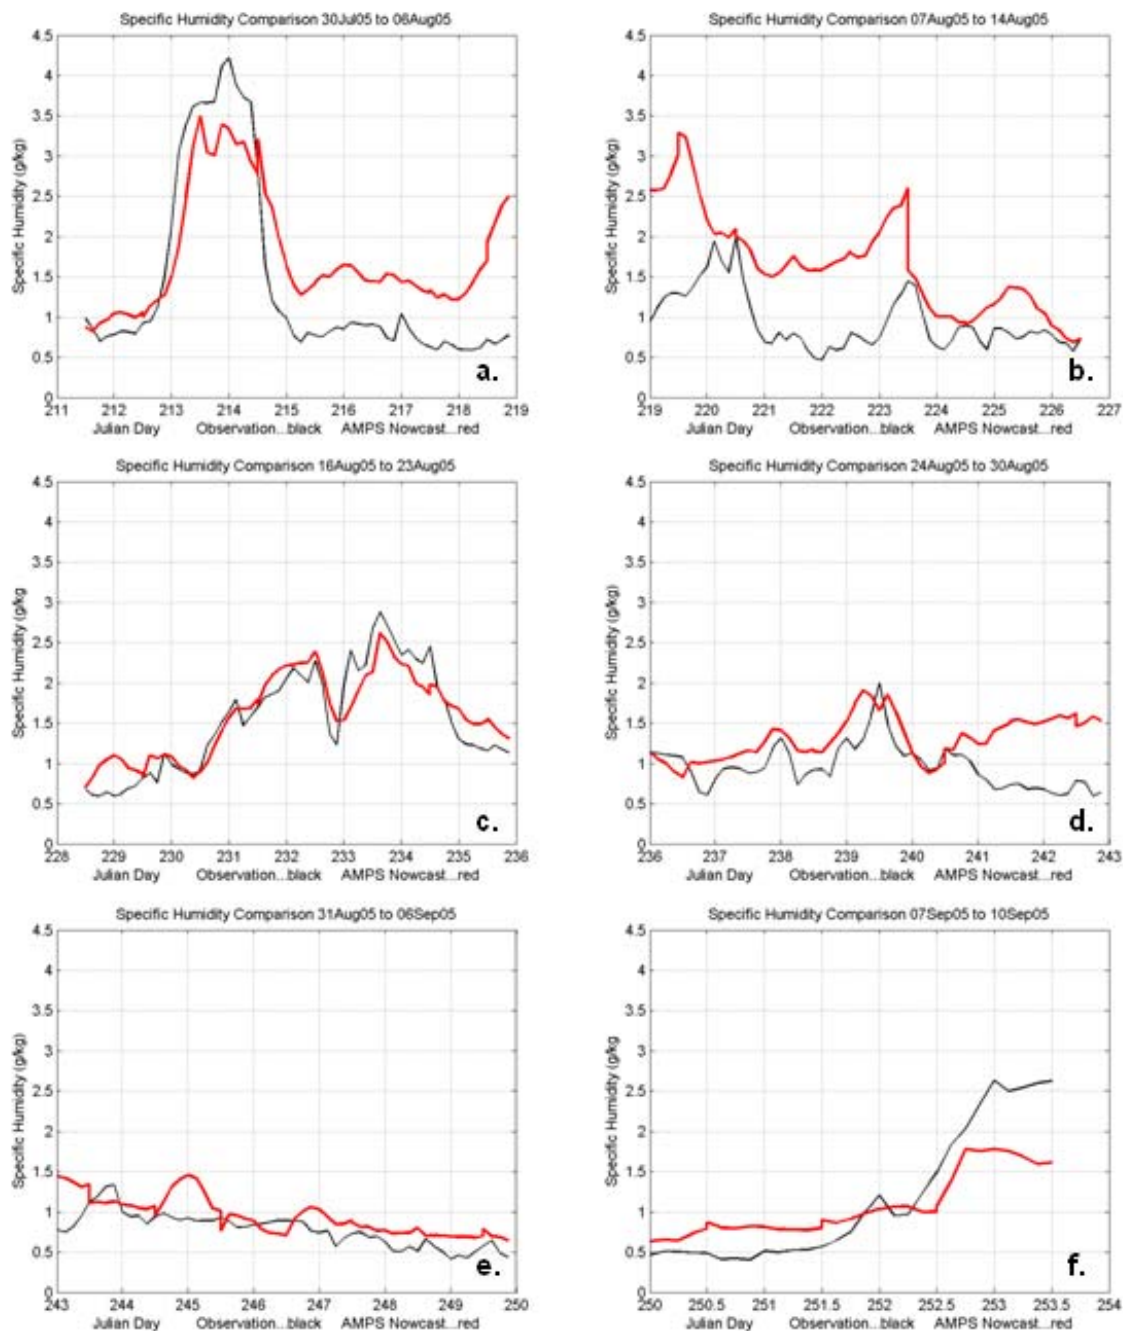 Specific Humidity Comparison 30Jul05 to 06Aug05
4.5
4
3.5
3
2.5
2
1.5
1
0.5
0
Specific Humidity (g/kg)
a.
211 212 213 214 215 216 217 218 219
Julian Day Observation...black AMPS Nowcast...red
Specific Humidity Comparison 07Aug05 to 14Aug05
4.5
4
3.5
3
2.5
2
1.5
1
0.5
0
Specific Humidity (g/kg)
b.
219 220 221 222 223 224 225 226 227
Julian Day Observation...black AMPS Nowcast...red
Specific Humidity Comparison 16Aug05 to 23Aug05
4.5
4
3.5
3
2.5
2
1.5
1
0.5
0
Specific Humidity (g/kg
c.
228 229 230 231 232 233 234 235 236
Julian Day Observation...black AMPS Nowcast...red
Specific Humidity Comparison 24Aug05 to 30Aug05
4.5
4
3.5
3
2.5
2
1.5
1
0.5
0
Specific Humidity (g/kg)
d.
236 237 238 239 240 241 242 243
Julian Day Observation...black AMPS Nowcast...red
Specific Humidity Comparison 31Aug05 to 06Sep05
4.5
4
3.5
3
2.5
2
1.5
1
0.5
0
Specific Humidity (g/kg)
e.
243 244 245 246 247 248 249 250
Julian Day Observation...black AMPS Nowcast...red
Specific Humidity Comparison 07Sep05 to 10Sep05
4.5
4
3.5
3
2.5
2
1.5
1
0.5
0
Specific Humidity (g/kg)
f.
250 250.5 251 251.5 252 252.5 253 253.5 254
Julian Day Observation...black AMPS Nowcast...red